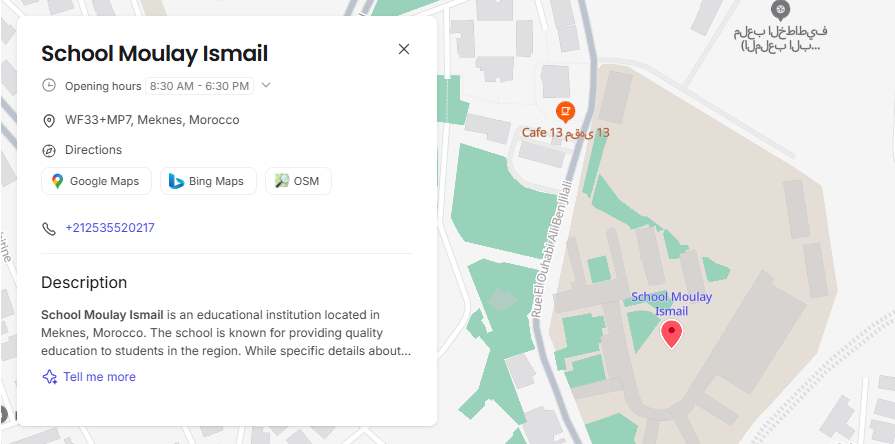 School Moulay Ismail
Opening hours 8:30 AM - 6:30 PM
WF33+MP7, Meknes, Morocco
Directions
Google Maps
Bing Maps
OSM
+212535520217
Description
School Moulay Ismail is an educational institution located in
Meknes, Morocco. The school is known for providing quality
education to students in the region. While specific details about...
Tell me more
ملعب الخطاطيف
(الملعب الب...
Cafe 13 مقهى 13
Rue El Ouhabi Ali Ben Jilali
School Moulay
Ismail